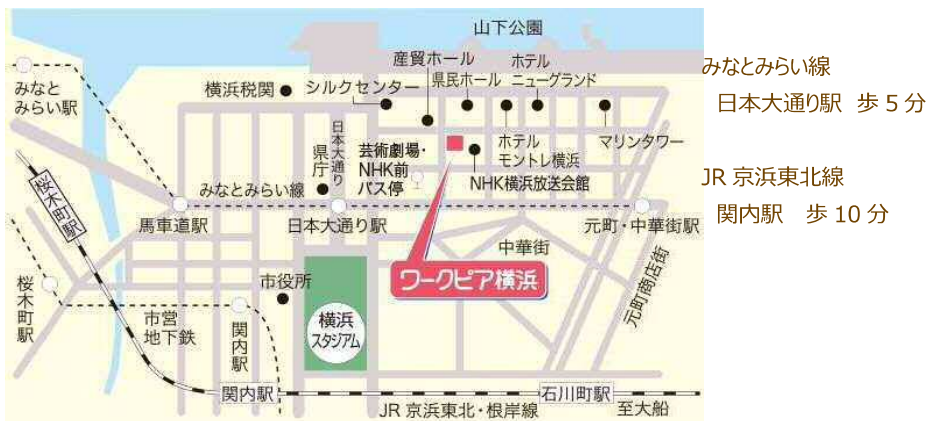 山下公園
産貿ホール
ホテル
ニューグランド
県民ホール
みなと
みらい駅
横浜税関
シルクセンター
日本大通り
県庁
芸術劇場・
NHK前
バス停
ホテル
モントレ横浜
マリンタワー
NHK横浜放送会館
桜木町駅
みなとみらい線
馬車道駅
日本大通り駅
元町・中華街駅
中華街
ワークピア横浜
元町商店街
桜木町駅
市役所
市営
地下鉄
関内駅
横浜
スタジアム
関内駅
石川町駅
JR京浜東北・根岸線
至大船
みなとみらい線
日本大通り駅 歩5分
JR京浜東北線
関内駅 歩10分